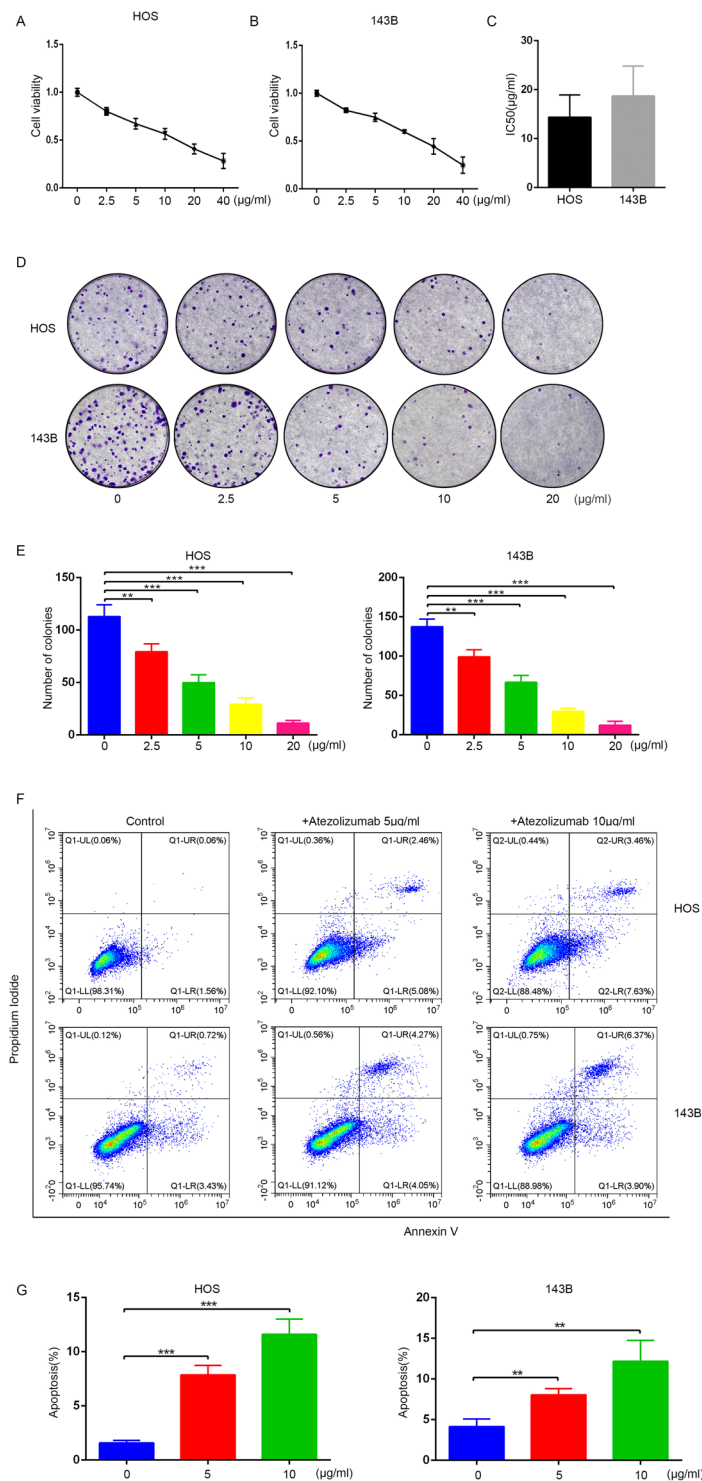 A
HOS
Cell viability
1.5
1.0
0.5
0.0
0 2.5 5 10 20 40 (μg/ml)
B
143B
Cell viability
1.5
1.0
0.5
0.0
0 2.5 5 10 20 40 (μg/ml)
C
IC50(μg/ml)
30
20
10
0
HOS 143B
D
HOS
143B
0 2.5 5 10 20 (μg/ml)
E
HOS
Number of colonies
150
100
50
0
***
***
***
**
0 2.5 5 10 20 (μg/ml)
143B
Number of colonies
200
150
100
50
0
***
***
***
**
0 2.5 5 10 20 (μg/ml)
F
Control +Atezolizumab 5μg/ml +Atezolizumab 10μg/ml
Q1-UL(0.06%) Q1-UR(0.06%) Q1-UL(0.36%) Q1-UR(2.46%) Q2-UL(0.44%) Q2-UR(3.46%)
HOS
Q1-LL(98.31%) Q1-LR(1.56%) Q1-LL(92.10%) Q1-LR(5.08%) Q2-LL(88.48%) Q2-LR(7.63%)
Q1-UL(0.12%) Q1-UR(0.72%) Q1-UL(0.56%) Q1-UR(4.27%) Q1-UL(0.75%) Q1-UR(6.37%)
143B
Q1-LL(95.74%) Q1-LR(3.43%) Q1-LL(91.12%) Q1-LR(4.05%) Q1-LL(88.98%) Q1-LR(3.90%)
Propidium Iodide
Annexin V
G
HOS
Apoptosis(%)
15
10
5
0
***
***
0 5 10 (μg/ml)
143B
Apoptosis(%)
20
15
10
5
0
**
**
0 5 10 (μg/ml)